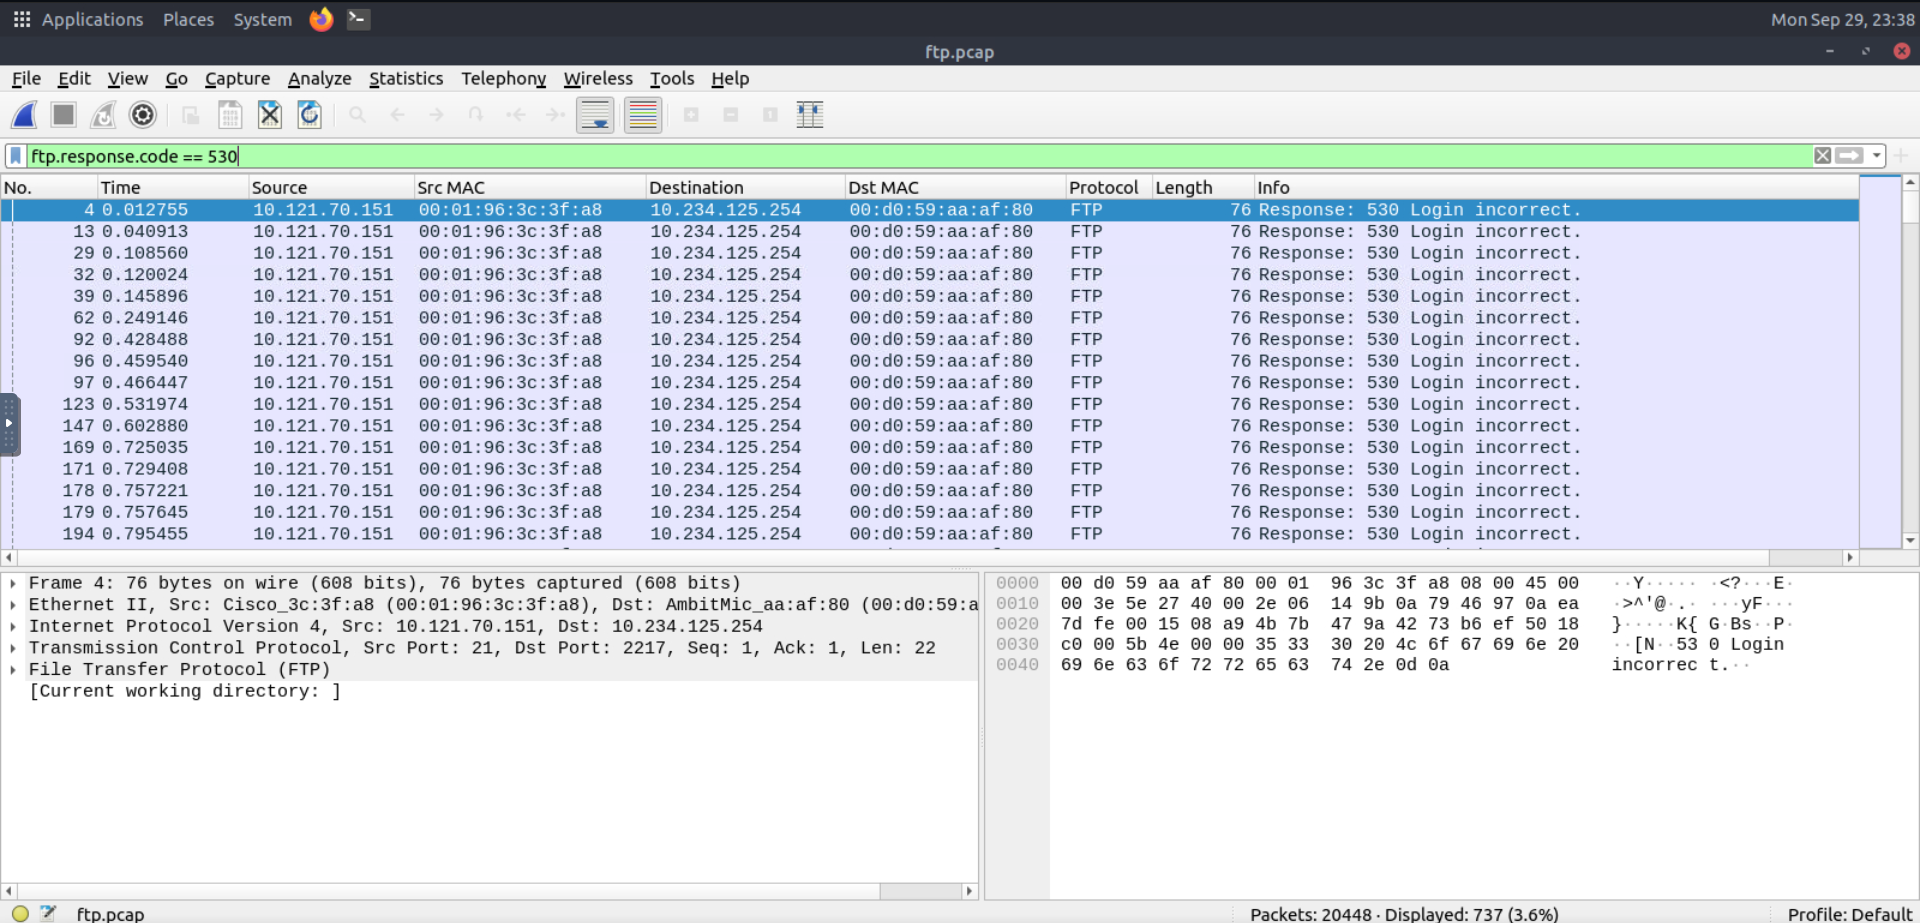 Applications Places System Mon Sep 29, 23:38
ftp.pcap
File Edit View Go Capture Analyze Statistics Telephony Wireless Tools Help
ftp.response.code == 530
No. Time Source Src MAC Destination Dst MAC Protocol Length Info
4 0.012755 10.121.70.151 00:01:96:3c:3f:a8 10.234.125.254 00:d0:59:aa:af:80 FTP 76 Response: 530 Login incorrect.
13 0.040913 10.121.70.151 00:01:96:3c:3f:a8 10.234.125.254 00:d0:59:aa:af:80 FTP 76 Response: 530 Login incorrect.
29 0.108560 10.121.70.151 00:01:96:3c:3f:a8 10.234.125.254 00:d0:59:aa:af:80 FTP 76 Response: 530 Login incorrect.
32 0.120024 10.121.70.151 00:01:96:3c:3f:a8 10.234.125.254 00:d0:59:aa:af:80 FTP 76 Response: 530 Login incorrect.
39 0.145896 10.121.70.151 00:01:96:3c:3f:a8 10.234.125.254 00:d0:59:aa:af:80 FTP 76 Response: 530 Login incorrect.
62 0.249146 10.121.70.151 00:01:96:3c:3f:a8 10.234.125.254 00:d0:59:aa:af:80 FTP 76 Response: 530 Login incorrect.
92 0.428488 10.121.70.151 00:01:96:3c:3f:a8 10.234.125.254 00:d0:59:aa:af:80 FTP 76 Response: 530 Login incorrect.
96 0.459540 10.121.70.151 00:01:96:3c:3f:a8 10.234.125.254 00:d0:59:aa:af:80 FTP 76 Response: 530 Login incorrect.
97 0.466447 10.121.70.151 00:01:96:3c:3f:a8 10.234.125.254 00:d0:59:aa:af:80 FTP 76 Response: 530 Login incorrect.
123 0.531974 10.121.70.151 00:01:96:3c:3f:a8 10.234.125.254 00:d0:59:aa:af:80 FTP 76 Response: 530 Login incorrect.
147 0.602880 10.121.70.151 00:01:96:3c:3f:a8 10.234.125.254 00:d0:59:aa:af:80 FTP 76 Response: 530 Login incorrect.
169 0.725035 10.121.70.151 00:01:96:3c:3f:a8 10.234.125.254 00:d0:59:aa:af:80 FTP 76 Response: 530 Login incorrect.
171 0.729408 10.121.70.151 00:01:96:3c:3f:a8 10.234.125.254 00:d0:59:aa:af:80 FTP 76 Response: 530 Login incorrect.
178 0.757221 10.121.70.151 00:01:96:3c:3f:a8 10.234.125.254 00:d0:59:aa:af:80 FTP 76 Response: 530 Login incorrect.
179 0.757645 10.121.70.151 00:01:96:3c:3f:a8 10.234.125.254 00:d0:59:aa:af:80 FTP 76 Response: 530 Login incorrect.
194 0.795455 10.121.70.151 00:01:96:3c:3f:a8 10.234.125.254 00:d0:59:aa:af:80 FTP 76 Response: 530 Login incorrect.
Frame 4: 76 bytes on wire (608 bits), 76 bytes captured (608 bits)
Ethernet II, Src: Cisco_3c:3f:a8 (00:01:96:3c:3f:a8), Dst: AmbitMic_aa:af:80 (00:d0:59:a
Internet Protocol Version 4, Src: 10.121.70.151, Dst: 10.234.125.254
Transmission Control Protocol, Src Port: 21, Dst Port: 2217, Seq: 1, Ack: 1, Len: 22
File Transfer Protocol (FTP)
[Current working directory: ]
0000 00 d0 59 aa af 80 00 01 96 3c 3f a8 08 00 45 00 ··Y····· ·<?···E·
0010 00 3e 5e 27 40 00 2e 06 14 9b 0a 79 46 97 0a ea ·>^'@·.· ···yF···
0020 7d fe 00 15 08 a9 4b 7b 47 9a 42 73 b6 ef 50 18 }·····K{ G·Bs··P·
0030 c0 00 5b 4e 00 00 35 33 30 20 4c 6f 67 69 6e 20 ··[N··53 0 Login
0040 69 6e 63 6f 72 72 65 63 74 2e 0d 0a incorrec t.··
ftp.pcap Packets: 20448 · Displayed: 737 (3.6%) Profile: Default